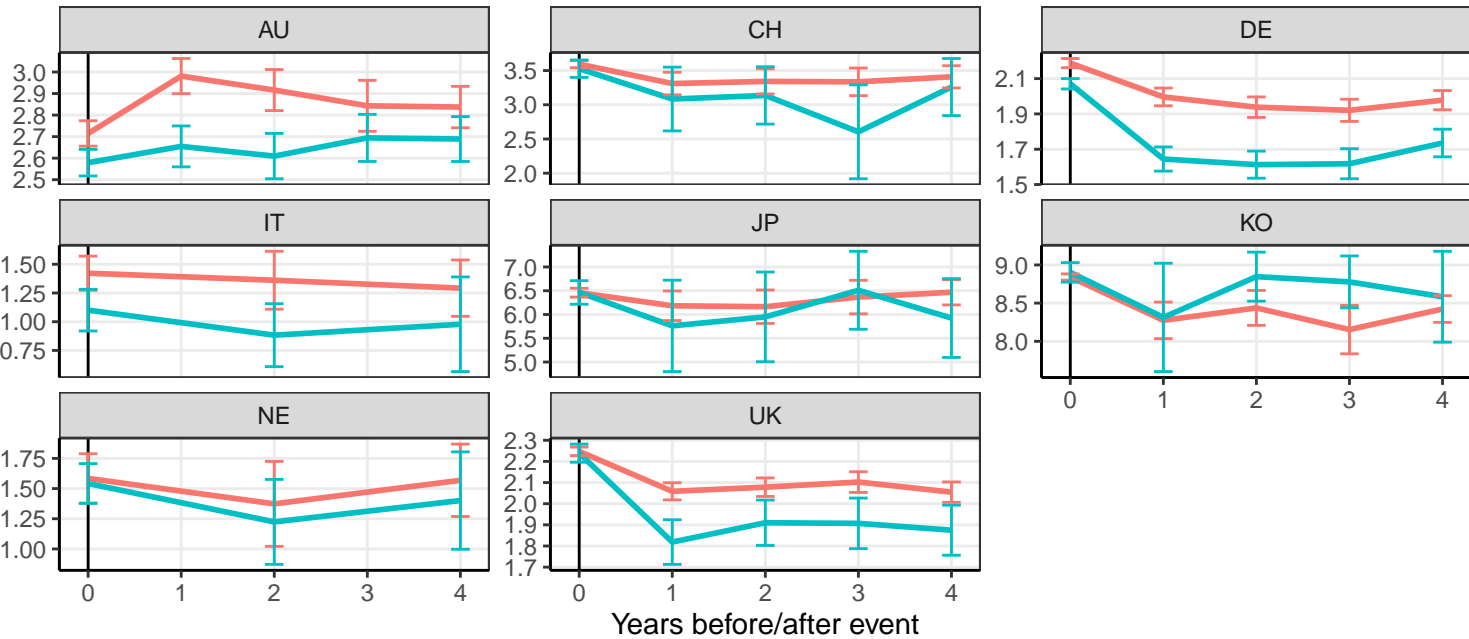 AU CH DE
3.0 3.5 2.1
2.9
2.8 3.0 1.9
2.7 2.5 1.7
2.6
2.5 2.0 1.5
IT JP KO
1.50 7.0 9.0
1.25 6.5
6.0 8.5
1.00 5.5
0.75 5.0 8.0
0 1 2 3 4
NE UK
1.75 2.3
2.2
1.50 2.1
2.0
1.25 1.9
1.00 1.8
1.7
0 1 2 3 4 0 1 2 3 4
Years before/after event